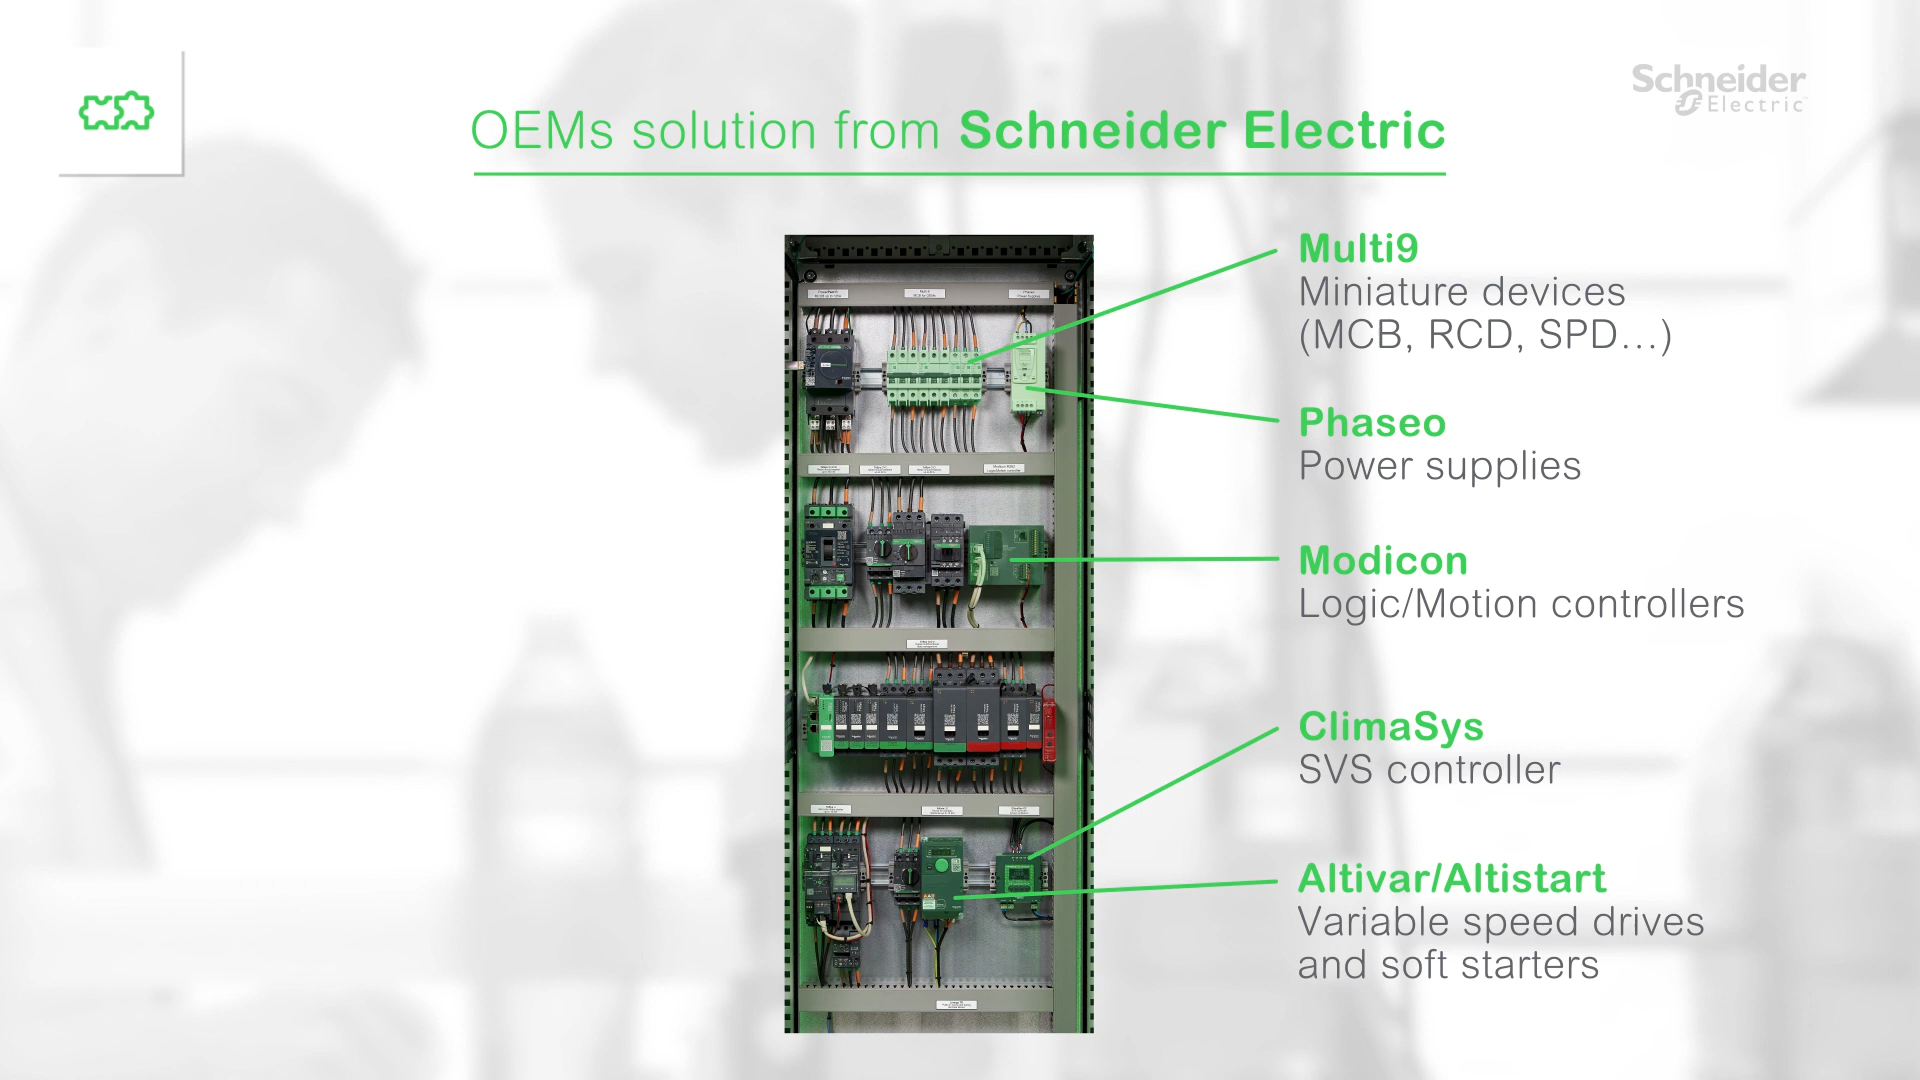 Schneider
Electric
OEMs solution from Schneider Electric
Multi9
Miniature devices
(MCB, RCD, SPD...)
Phaseo
Power supplies
Modicon
Logic/Motion controllers
ClimaSys
SVS controller
Altivar/Altistart
Variable speed drives
and soft starters